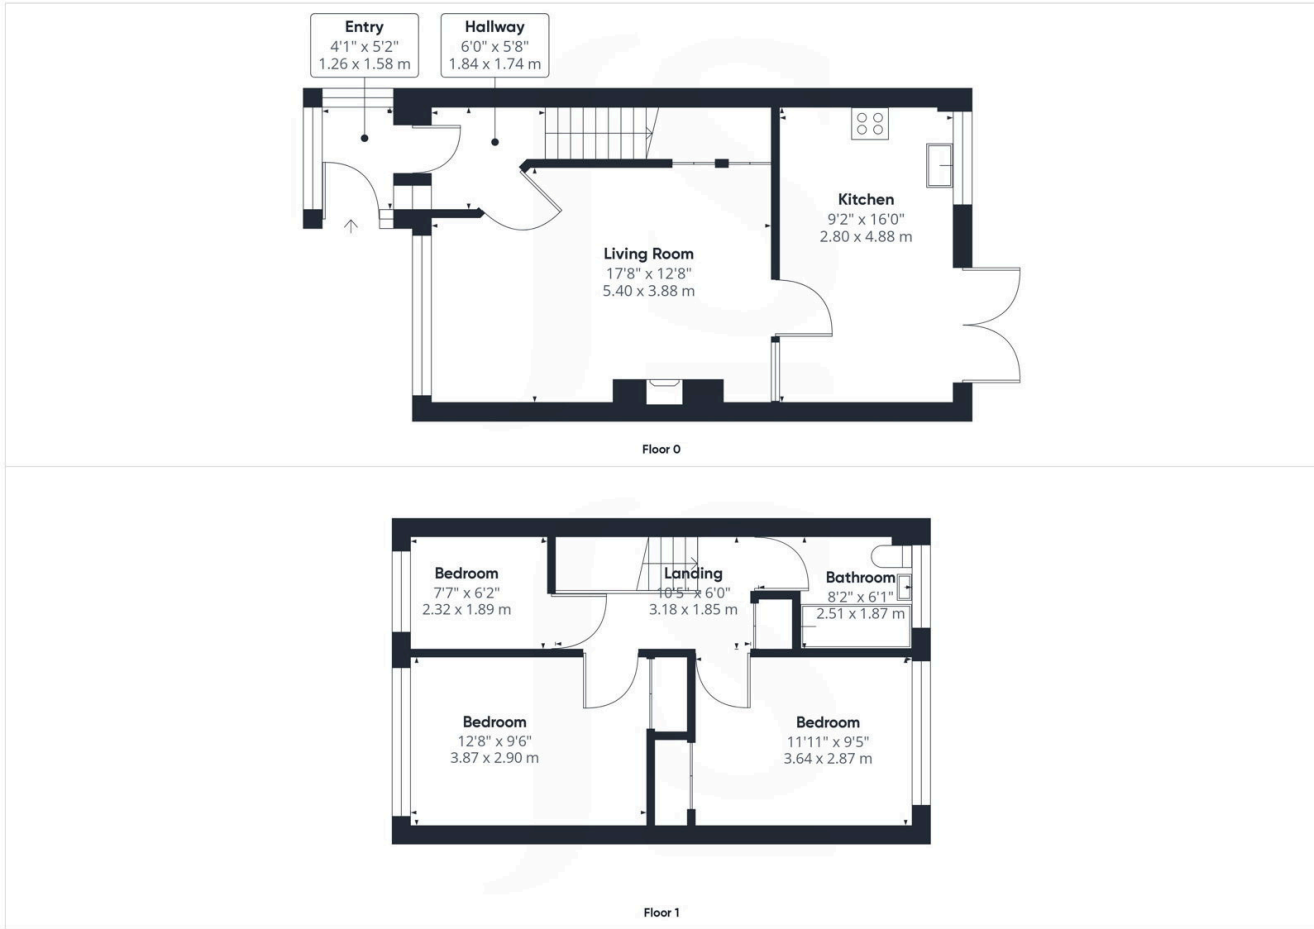 Entry
4'1" x 5'2"
1.26 x 1.58 m
Hallway
6'0" x 5'8"
1.84 x 1.74 m
Kitchen
9'2" x 16'0"
2.80 x 4.88 m
Living Room
17'8" x 12'8"
5.40 x 3.88 m
Floor 0
Bedroom
7'7" x 6'2"
2.32 x 1.89 m
Landing
10'5" x 6'0"
3.18 x 1.85 m
Bathroom
8'2" x 6'1"
2.51 x 1.87 m
Bedroom
12'8" x 9'6"
3.87 x 2.90 m
Bedroom
11'11" x 9'5"
3.64 x 2.87 m
Floor 1